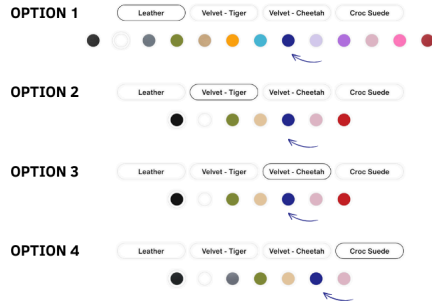 OPTION 1 Leather Velvet - Tiger Velvet - Cheetah Croc Suede
OPTION 2 Leather Velvet - Tiger Velvet - Cheetah Croc Suede
OPTION 3 Leather Velvet - Tiger Velvet - Cheetah Croc Suede
OPTION 4 Leather Velvet - Tiger Velvet - Cheetah Croc Suede